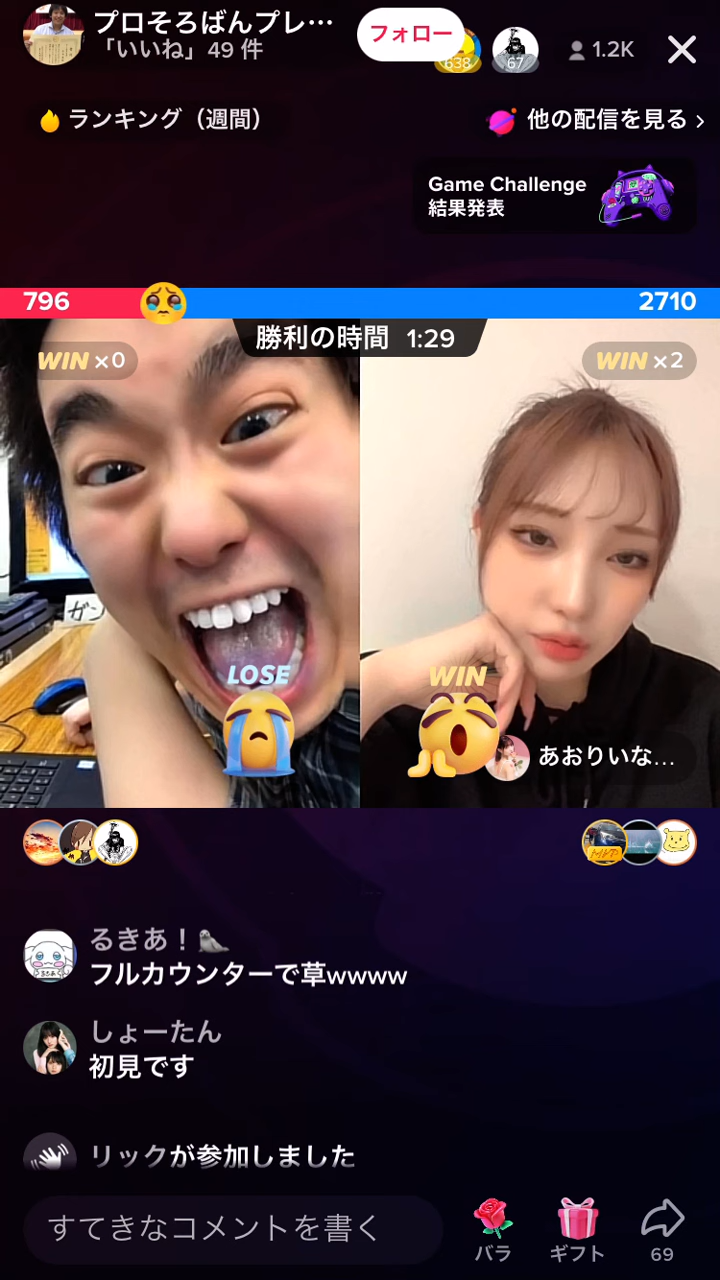 プロそろばんプレ…
「いいね」49 件
フォロー
638
67
1.2K
ランキング（週間）
他の配信を見る
Game Challenge
結果発表
796
2710
勝利の時間 1:29
WIN ×0
WIN ×2
ガン
LOSE
WIN
あおりいな…
るきあ！
フルカウンターで草wwww
しょーたん
初見です
リックが参加しました
すてきなコメントを書く
バラ
ギフト
69